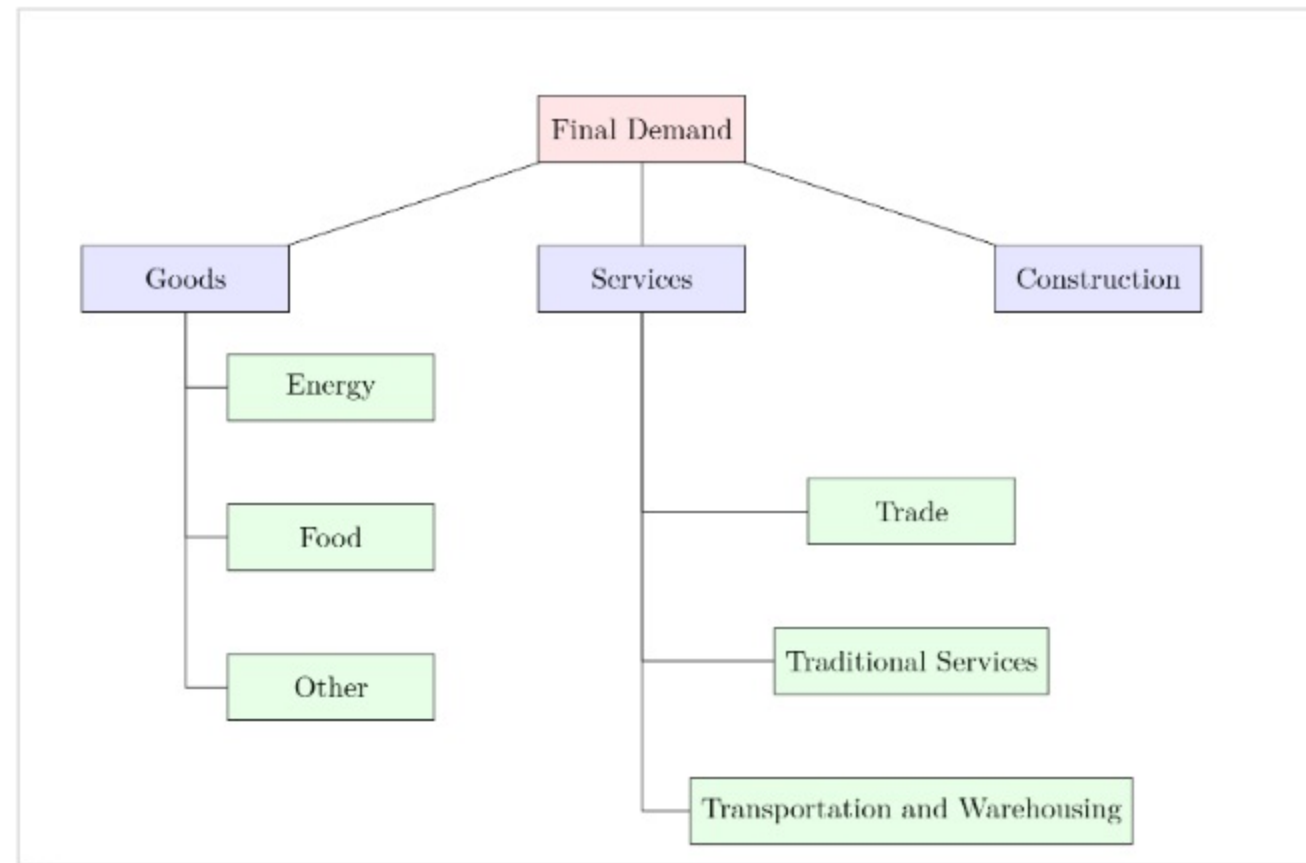 Final Demand
Goods
Services
Construction
Energy
Food
Other
Trade
Traditional Services
Transportation and Warehousing